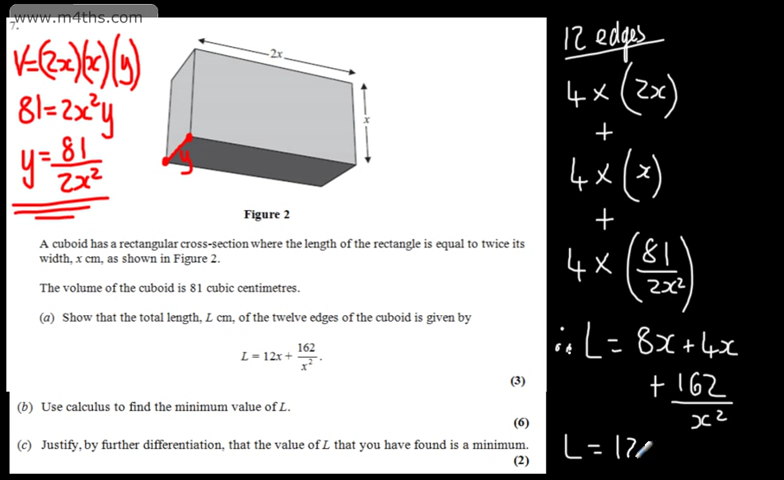 www.m4ths.com
7.
V=(2x)(x)(y)
81=2x²y
y=81/2x²
2x
x
y
Figure 2
A cuboid has a rectangular cross-section where the length of the rectangle is equal to twice its
width, x cm, as shown in Figure 2.
The volume of the cuboid is 81 cubic centimetres.
(a) Show that the total length, L cm, of the twelve edges of the cuboid is given by
L = 12x + 162/x².
(3)
(b) Use calculus to find the minimum value of L.
(6)
(c) Justify, by further differentiation, that the value of L that you have found is a minimum.
(2)
12 edges
4 × (2x)
+
4 × (x)
+
4 × (81/2x²)
∴ L = 8x + 4x
+ 162/x²
L = 12